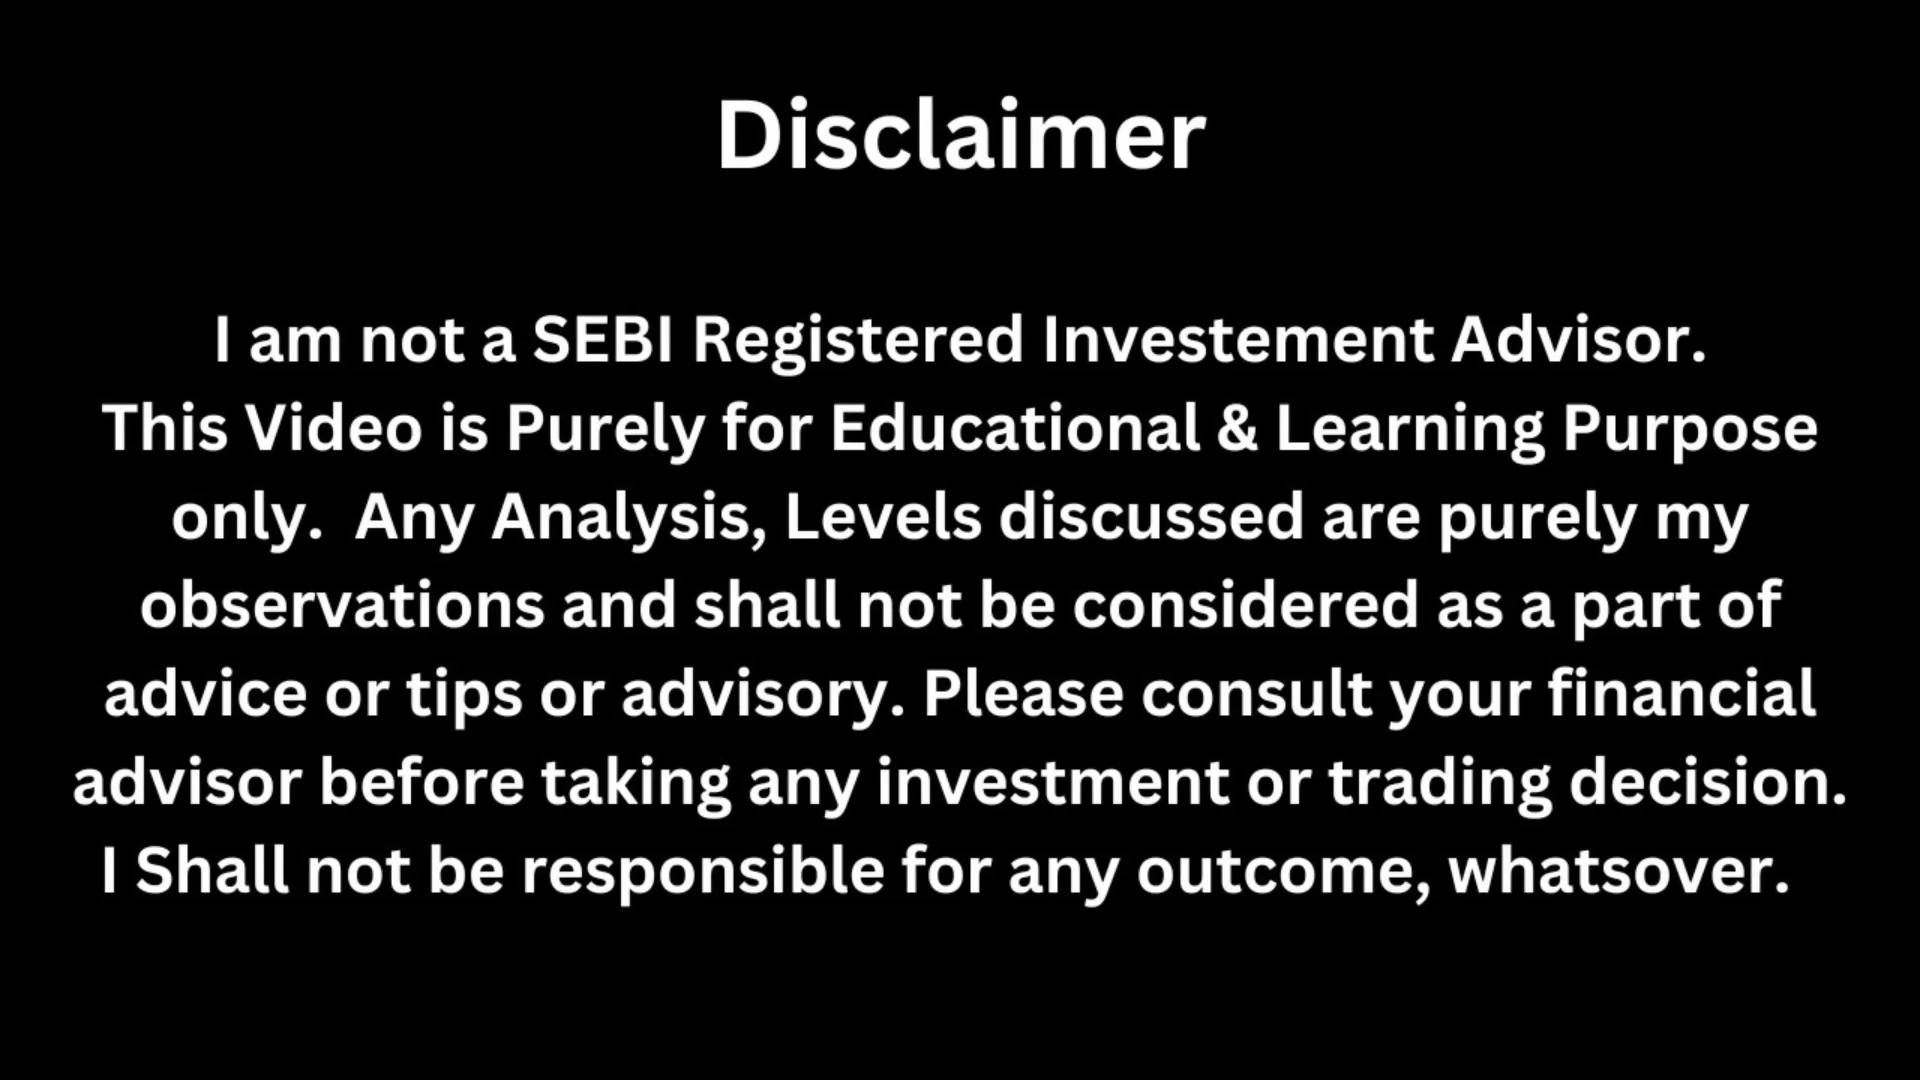 Disclaimer
I am not a SEBI Registered Investement Advisor.
This Video is Purely for Educational & Learning Purpose
only.  Any Analysis, Levels discussed are purely my
observations and shall not be considered as a part of
advice or tips or advisory. Please consult your financial
advisor before taking any investment or trading decision.
I Shall not be responsible for any outcome, whatsover.